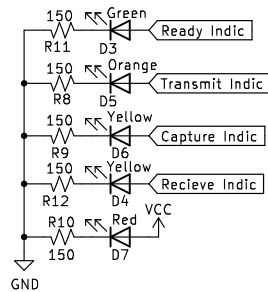 150 Green
R11 D3 Ready Indic
150 Orange
R8 D5 Transmit Indic
150 Yellow
R9 D6 Capture Indic
150 Yellow
R12 D4 Recieve Indic
R10 Red VCC
150 D7
GND